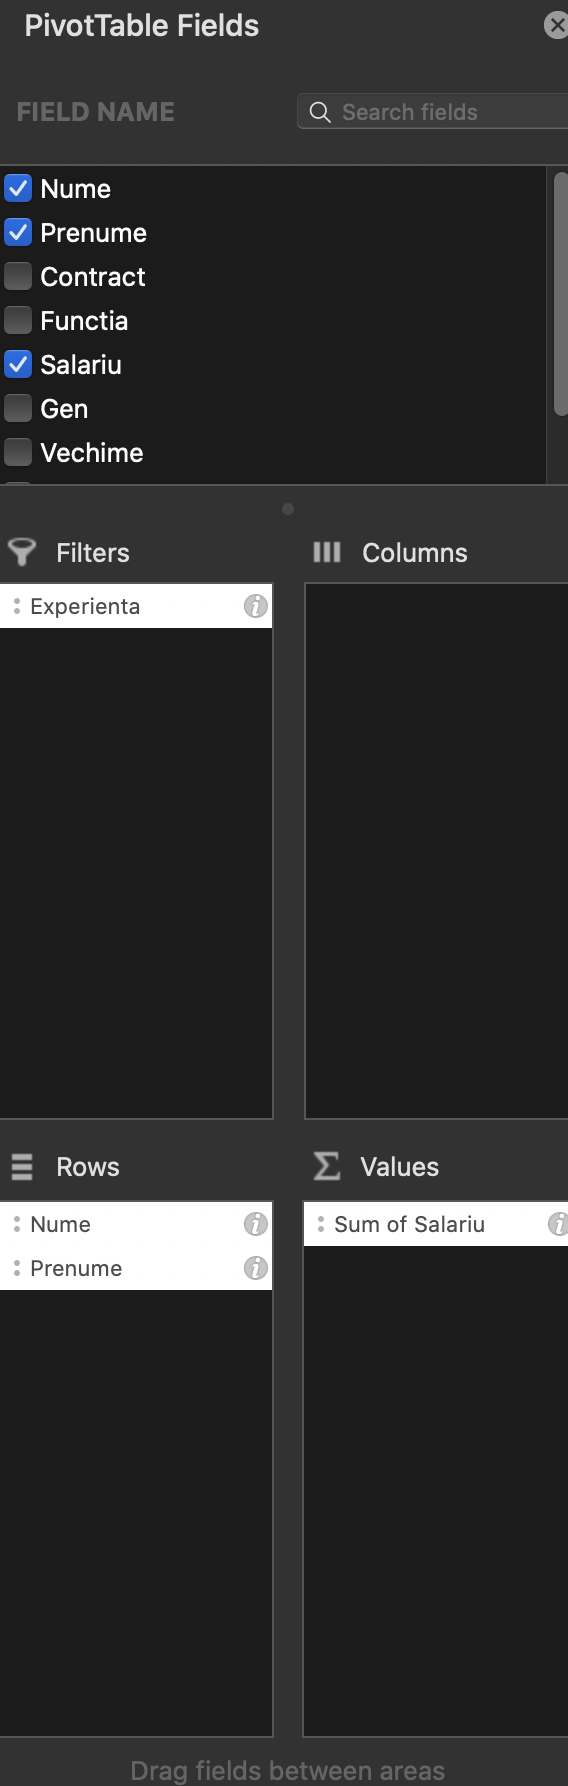 PivotTable Fields
FIELD NAME
Search fields
Nume
Prenume
Contract
Functia
Salariu
Gen
Vechime
Filters
Columns
Experienta
Rows
Values
Nume
Sum of Salariu
Prenume
Drag fields between areas